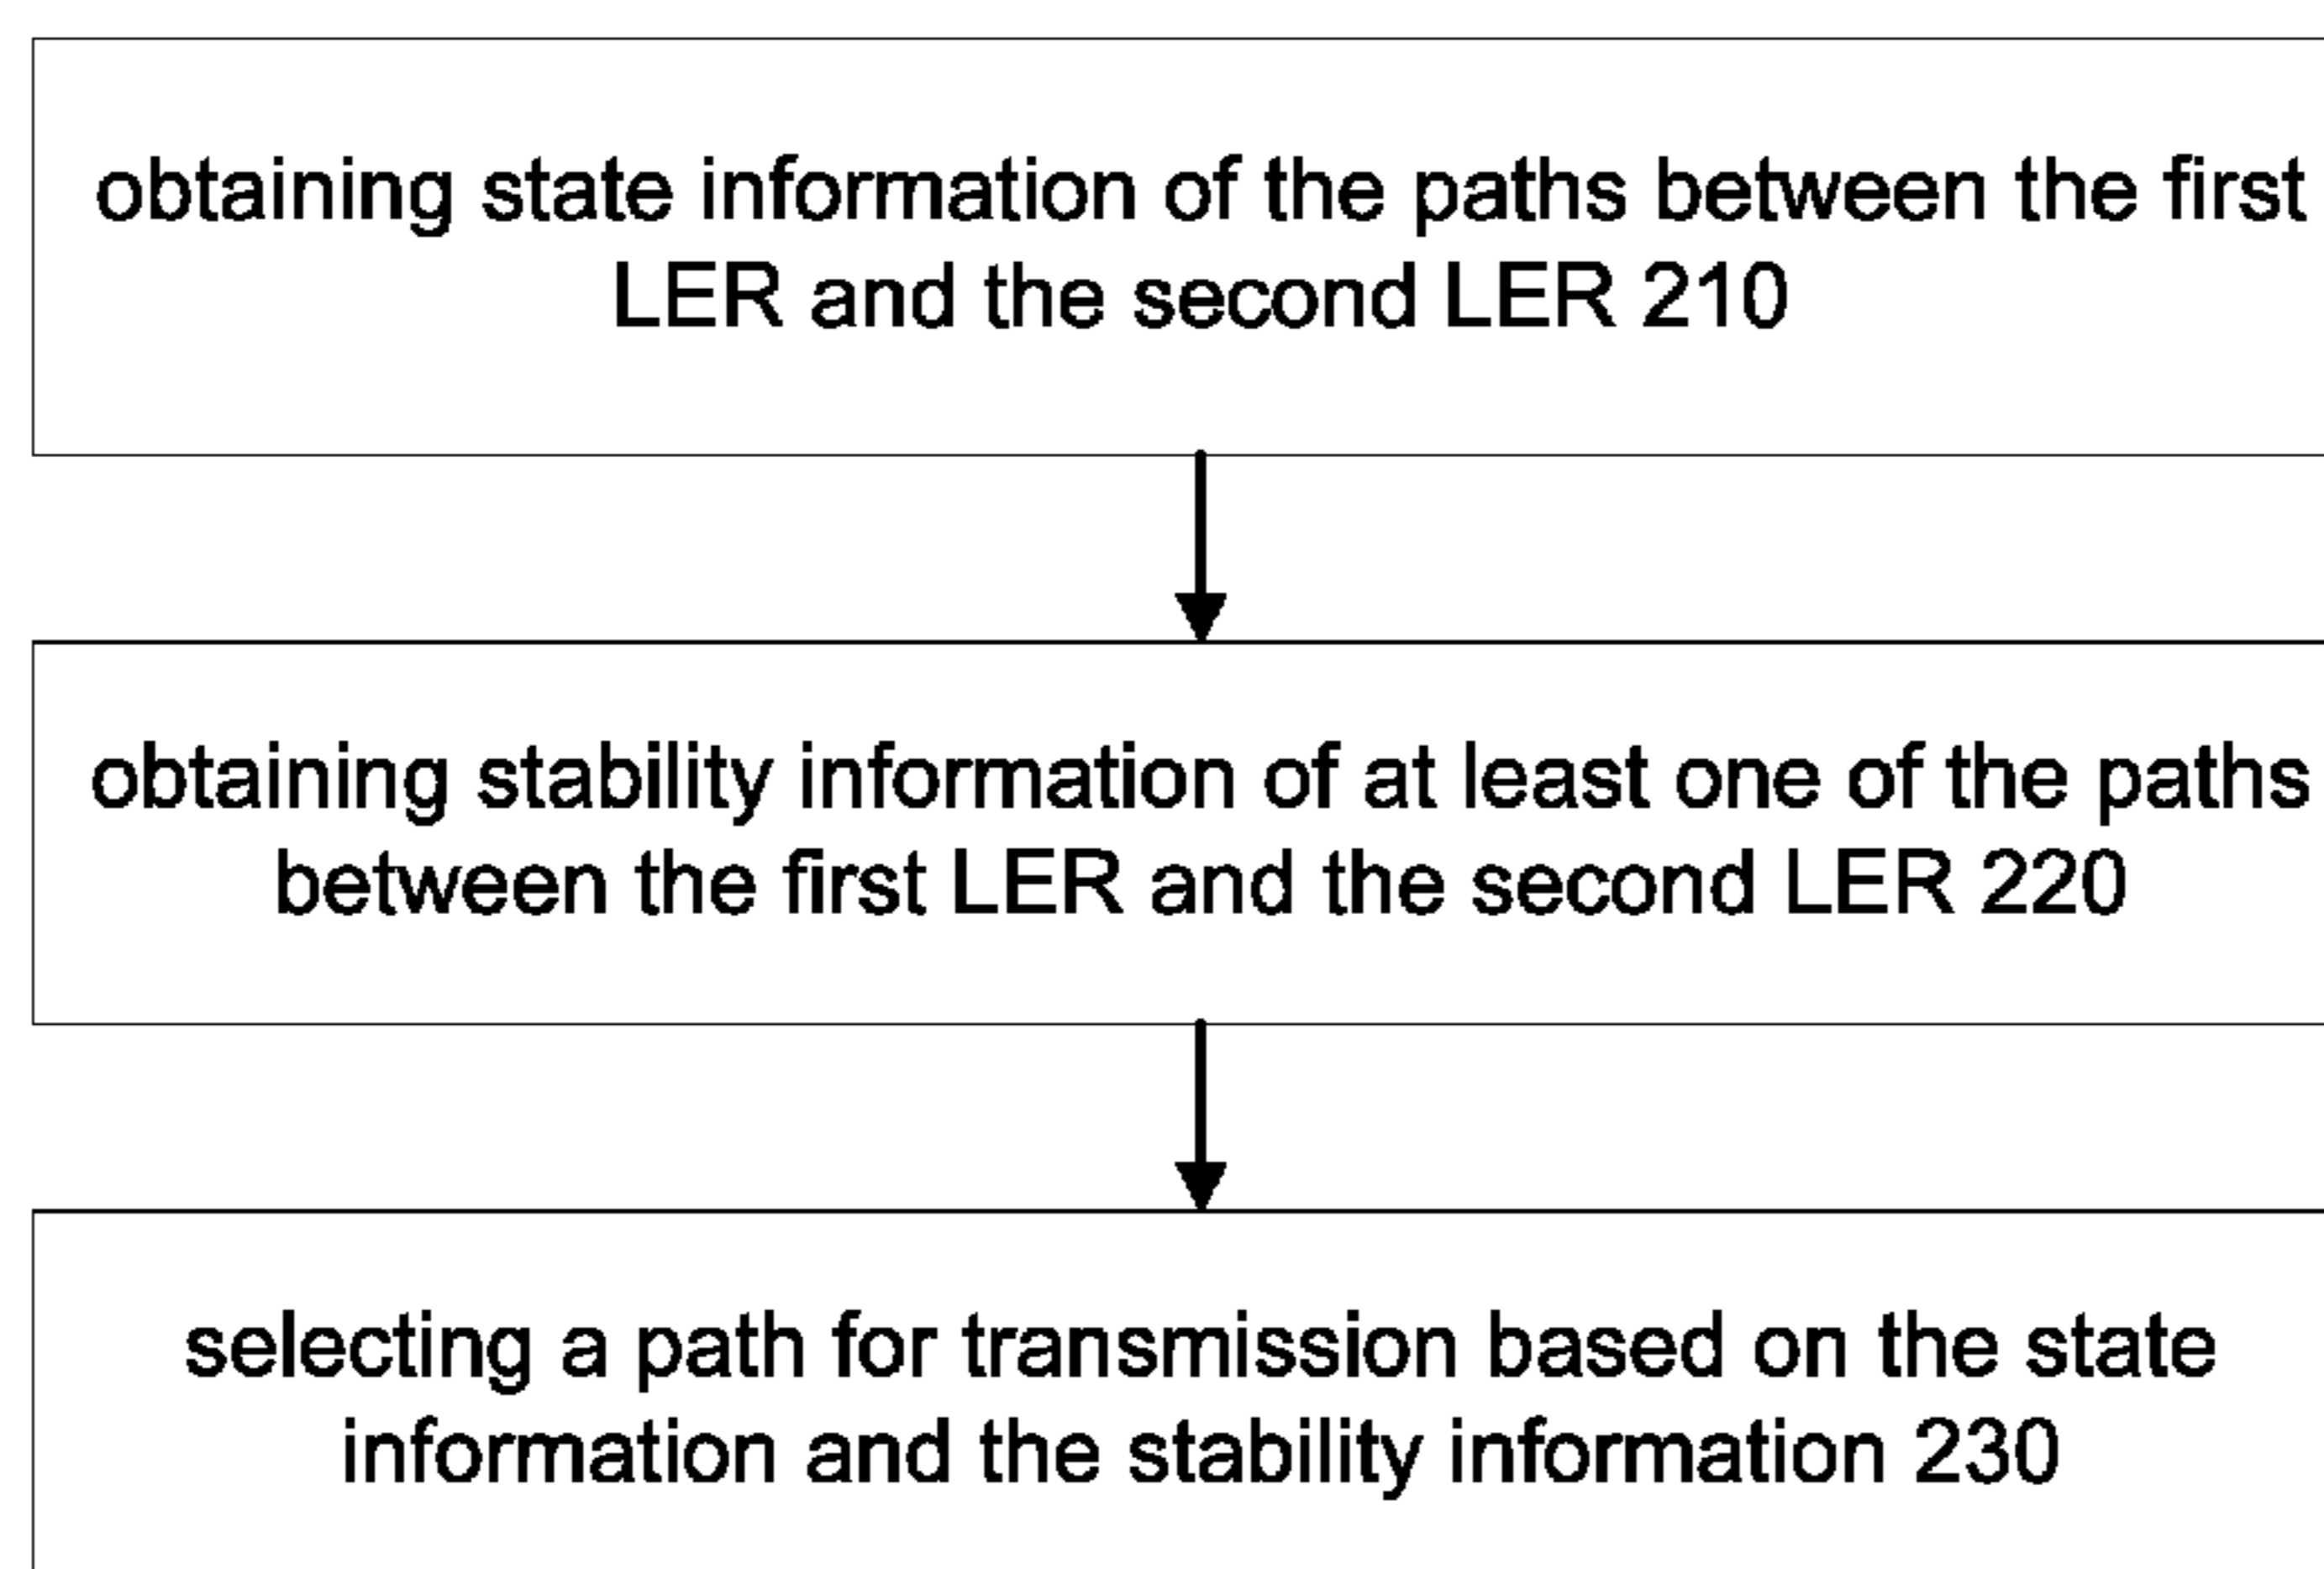 obtaining state information of the paths between the first
LER and the second LER 210
obtaining stability information of at least one of the paths
between the first LER and the second LER 220
selecting a path for transmission based on the state
information and the stability information 230